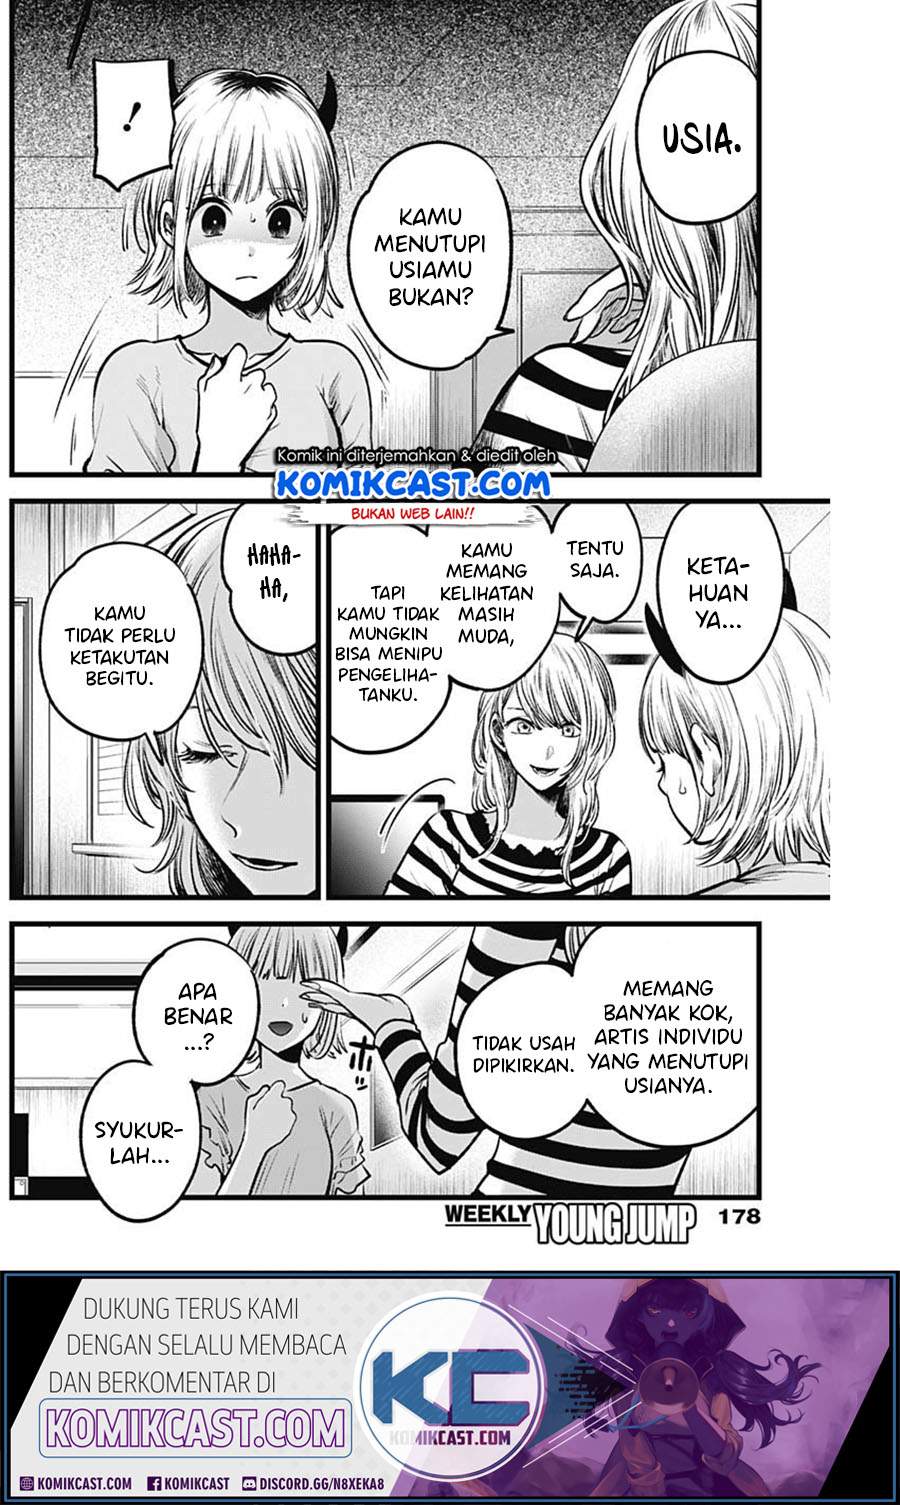 USIA.
KAMU
MENUTUPI
USIAMU
BUKAN?
!
Komik ini diterjemahkan & diedit oleh
KOMIKCAST.COM
BUKAN WEB LAIN!!
KETA-
HUAN
YA...
TENTU
SAJA.
KAMU
MEMANG
KELIHATAN
MASIH
MUDA,
TAPI
KAMU TIDAK
MUNGKIN
BISA MENIPU
PENGELIHA-
TANKU.
HAHA-
HA,
KAMU
TIDAK PERLU
KETAKUTAN
BEGITU.
MEMANG
BANYAK KOK,
ARTIS INDIVIDU
YANG MENUTUPI
USIANYA.
TIDAK USAH
DIPIKIRKAN.
ホッ
APA
BENAR
...?
SYUKUR-
LAH...
WEEKLY YOUNG JUMP 178
DUKUNG TERUS KAMI
DENGAN SELALU MEMBACA
DAN BERKOMENTAR DI
KOMIKCAST.COM
KOMIKCAST.COM KOMIKCAST DISCORD.GG/N8XEKA8
KC
KOMIKCAST.COM